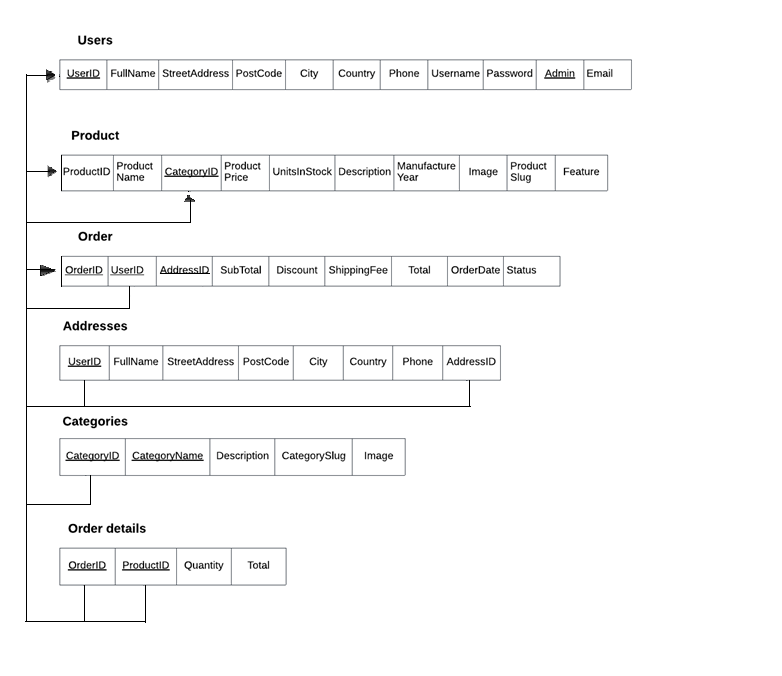 Users
UserID FullName StreetAddress PostCode City Country Phone Username Password Admin Email
Product
ProductID Product Name CategoryID Product Price UnitsInStock Description Manufacture Year Image Product Slug Feature
Order
OrderID UserID AddressID SubTotal Discount ShippingFee Total OrderDate Status
Addresses
UserID FullName StreetAddress PostCode City Country Phone AddressID
Categories
CategoryID CategoryName Description CategorySlug Image
Order details
OrderID ProductID Quantity Total